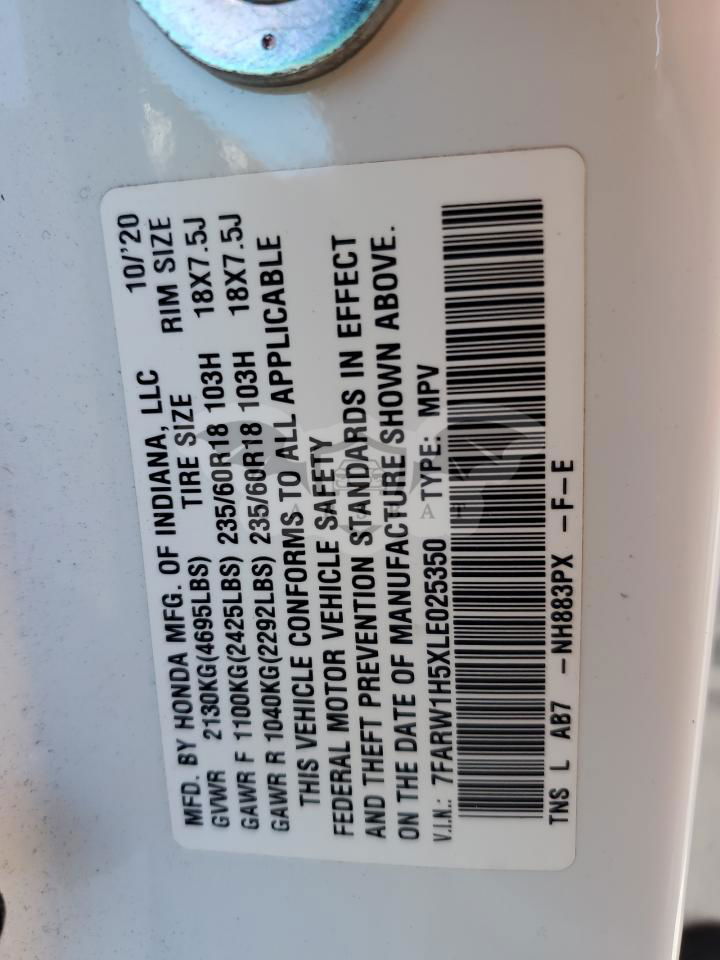 MFD. BY HONDA MFG. OF INDIANA, LLC 10/'20
GVWR 2130KG(4695LBS) TIRE SIZE RIM SIZE
GAWR F 1100KG(2425LBS) 235/60R18 103H 18X7.5J
GAWR R 1040KG(2292LBS) 235/60R18 103H 18X7.5J
THIS VEHICLE CONFORMS TO ALL APPLICABLE
FEDERAL MOTOR VEHICLE SAFETY
AND THEFT PREVENTION STANDARDS IN EFFECT
ON THE DATE OF MANUFACTURE SHOWN ABOVE.
V.I.N.: 7FARW1H5XLE025350 TYPE: MPV
TNS L AB7 -NH883PX -F-E